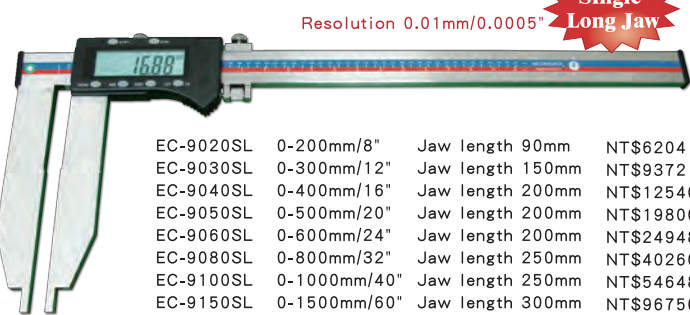 Single
Long Jaw
Resolution 0.01mm/0.0005"
1688
EC-9020SL 0-200mm/8" Jaw length 90mm NT$6204
EC-9030SL 0-300mm/12" Jaw length 150mm NT$9372
EC-9040SL 0-400mm/16" Jaw length 200mm
EC-9050SL 0-500mm/20" Jaw length 200mm
EC-9060SL 0-600mm/24" Jaw length 200mm
EC-9080SL 0-800mm/32" Jaw length 250mm
EC-9100SL 0-1000mm/40" Jaw length 250mm
EC-9150SL 0-1500mm/60" Jaw length 300mm